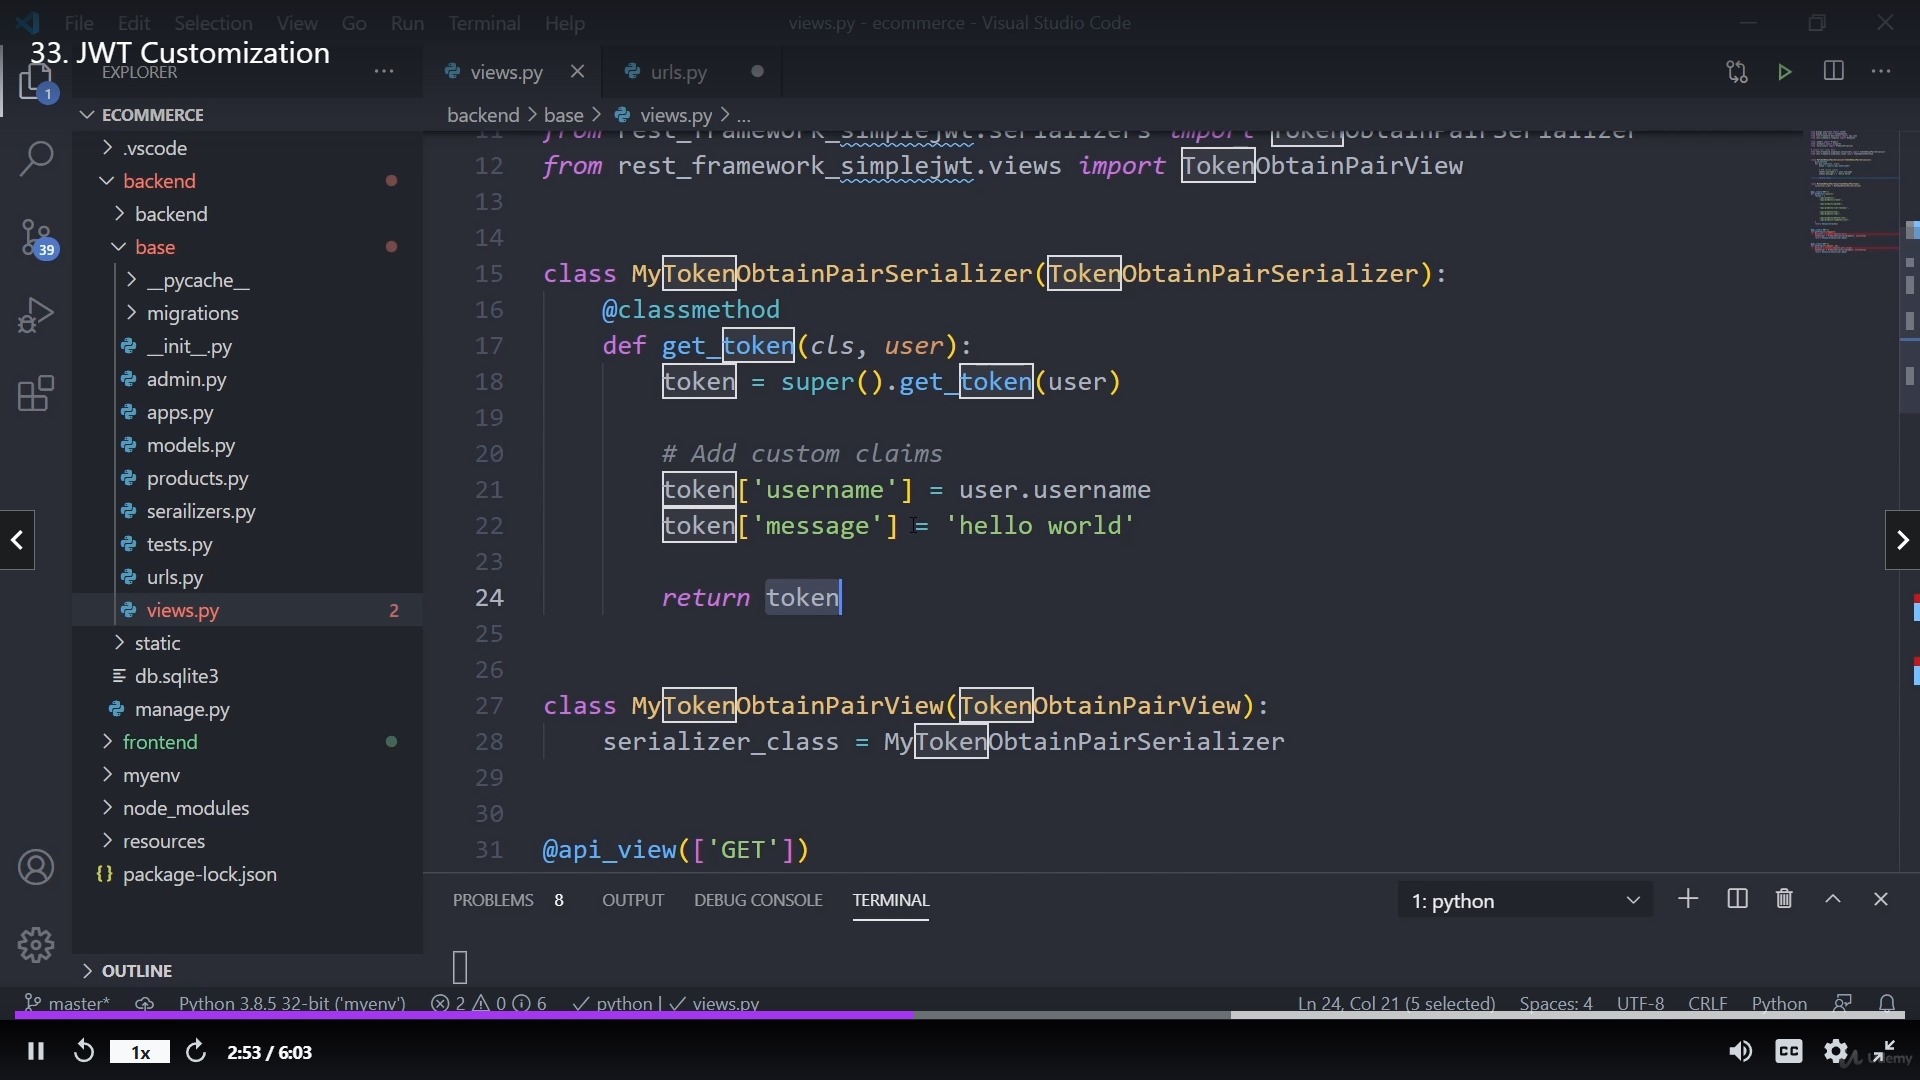 File Edit Selection View Go Run Terminal Help
views.py - ecommerce - Visual Studio Code
33. JWT Customization
EXPLORER
views.py
urls.py
1
ECOMMERCE
backend > base > views.py > ...
.vscode
backend
backend
base
__pycache__
migrations
__init__.py
admin.py
apps.py
models.py
products.py
serailizers.py
tests.py
urls.py
views.py 2
static
db.sqlite3
manage.py
frontend
myenv
node_modules
resources
{} package-lock.json
OUTLINE
39
11 from rest_framework_simplejwt.serializers import TokenObtainPairSerializer
12 from rest_framework_simplejwt.views import TokenObtainPairView
13
14
15 class MyTokenObtainPairSerializer(TokenObtainPairSerializer):
16 @classmethod
17 def get_token(cls, user):
18 token = super().get_token(user)
19
20 # Add custom claims
21 token['username'] = user.username
22 token['message'] = 'hello world'
23
24 return token
25
26
27 class MyTokenObtainPairView(TokenObtainPairView):
28 serializer_class = MyTokenObtainPairSerializer
29
30
31 @api_view(['GET'])
PROBLEMS 8 OUTPUT DEBUG CONSOLE TERMINAL
1: python
master* Python 3.8.5 32-bit ('myenv') 2 0 6 python | views.py
Ln 24, Col 21 (5 selected) Spaces: 4 UTF-8 CRLF Python
1x 2:53 / 6:03
CC
Udemy